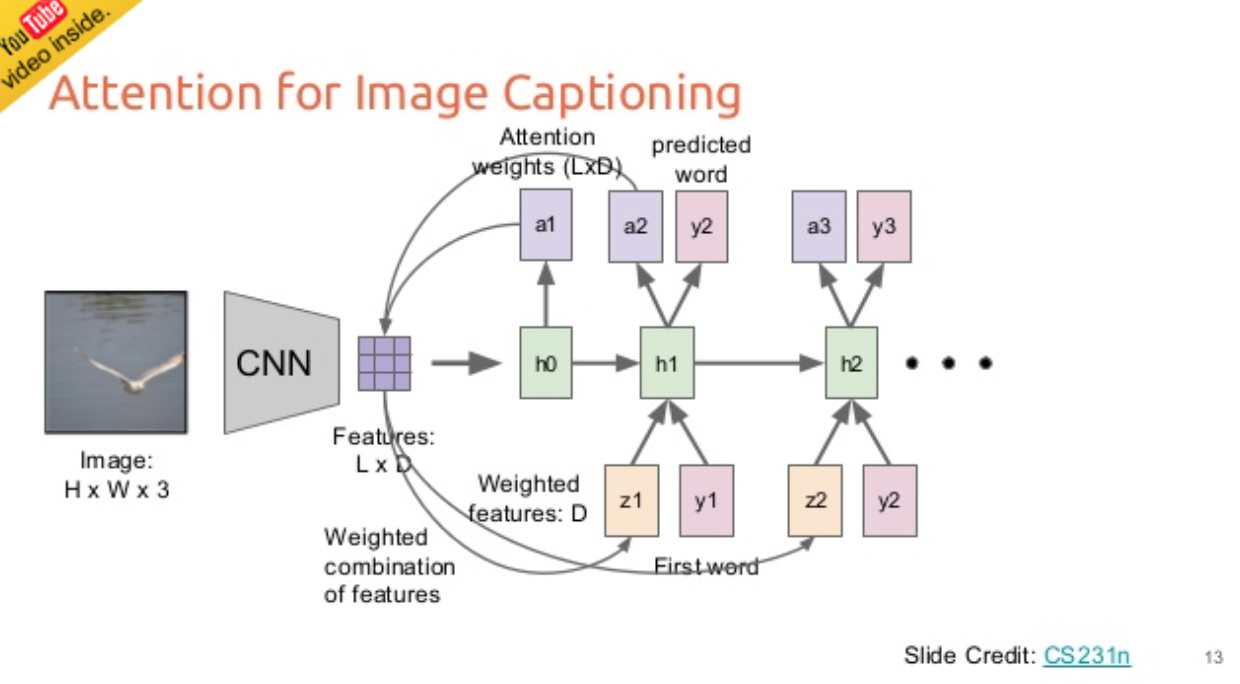 YouTube
video inside.
Attention for Image Captioning
Attention
weights (LxD)
predicted
word
a1
a2
y2
a3
y3
CNN
h0
h1
h2
Features:
L x D
Image:
H x W x 3
Weighted
features: D
z1
y1
z2
y2
Weighted
combination
of features
First word
Slide Credit: CS231n
13